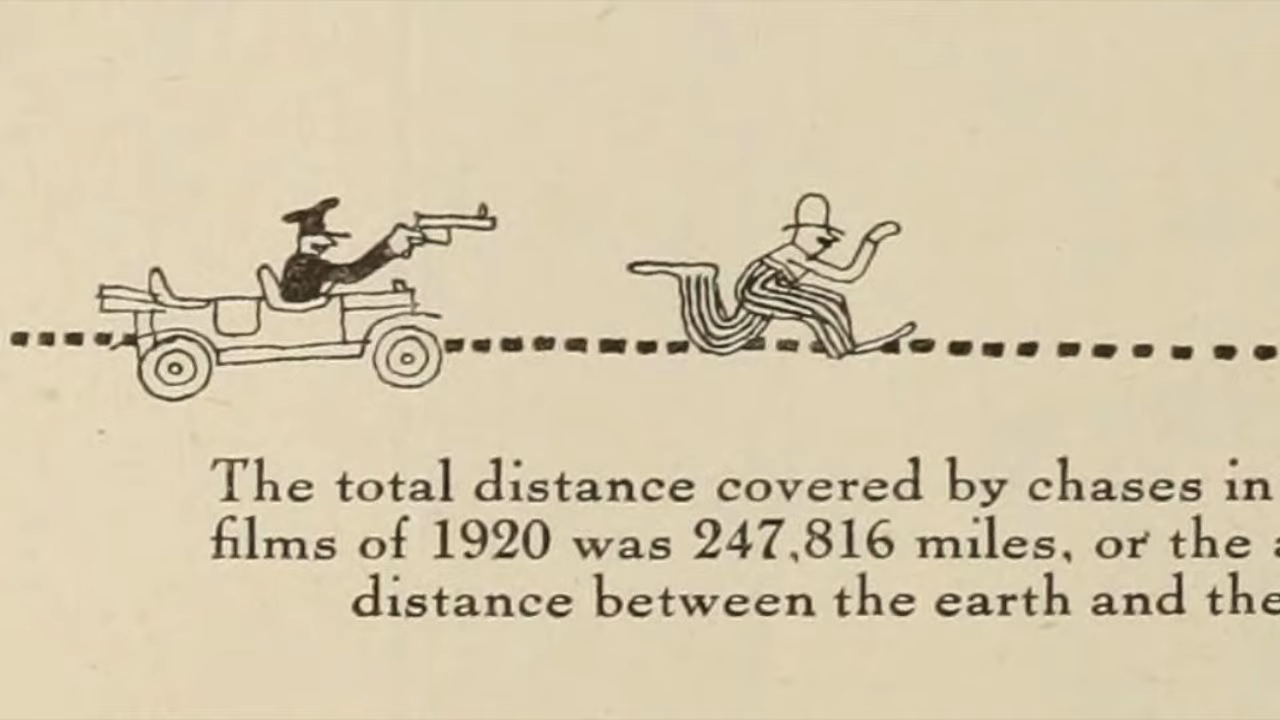 The total distance covered by chases in
films of 1920 was 247,816 miles, or the
distance between the earth and the